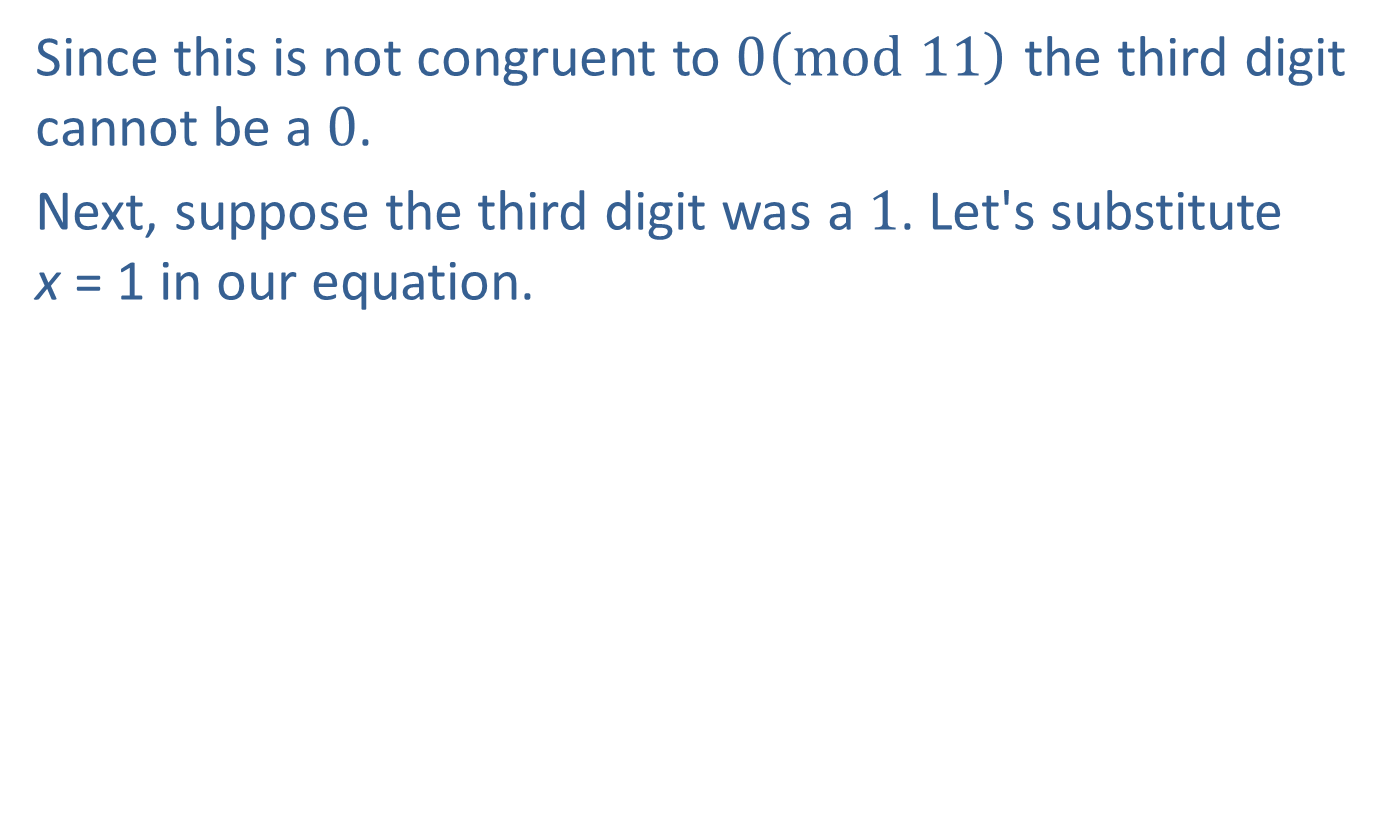 Since this is not congruent to 0(mod 11) the third digit
cannot be a 0.
Next, suppose the third digit was a 1. Let's substitute
x = 1 in our equation.